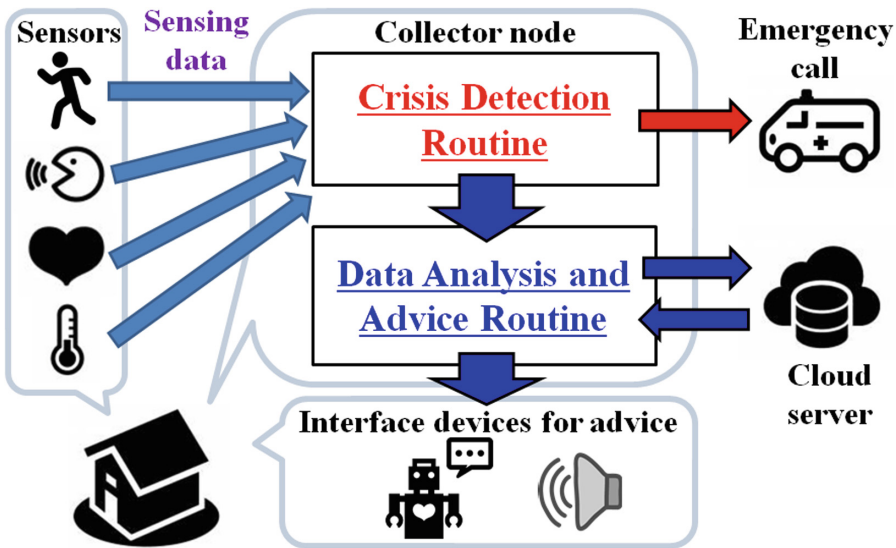 Sensors
Sensing
data
Collector node
Emergency
call
Crisis Detection
Routine
Data Analysis and
Advice Routine
Cloud
server
Interface devices for advice